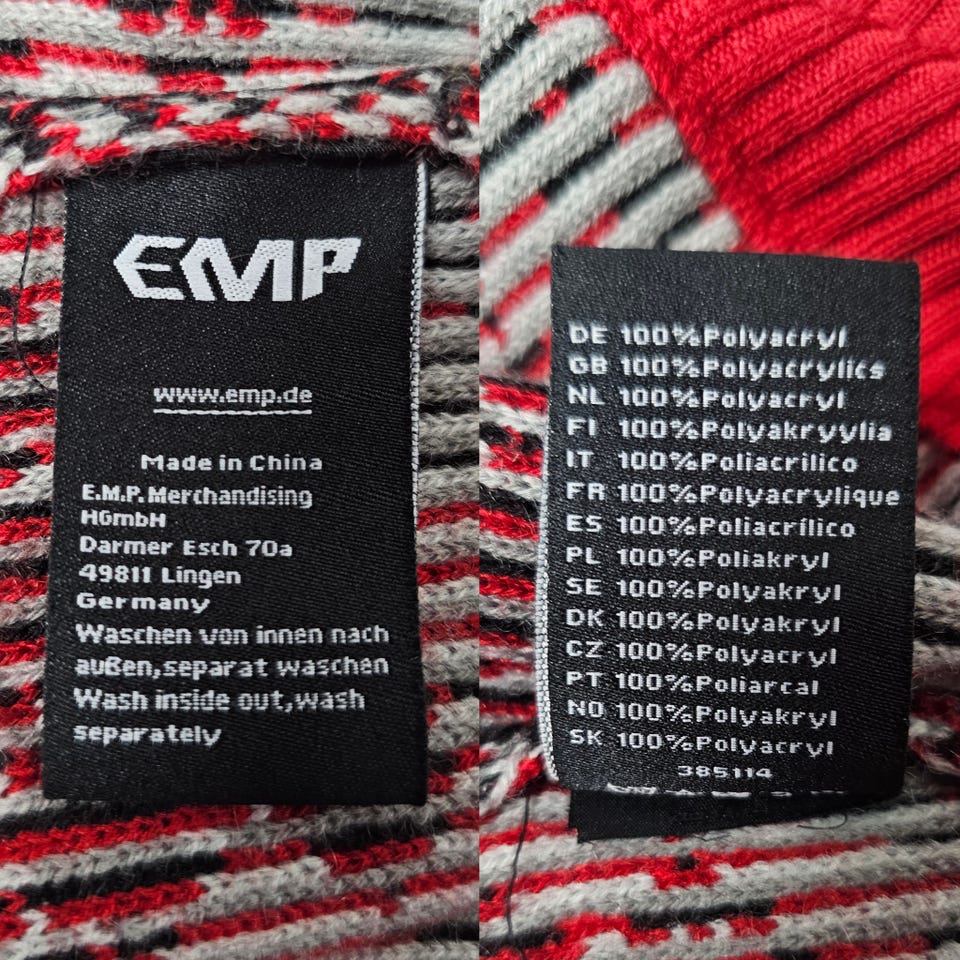 EMP
www.emp.de
Made in China
E.M.P. Merchandising
HGmbH
Darmer Esch 70a
49811 Lingen
Germany
Waschen von innen nach
außen,separat waschen
Wash inside out,wash
separately
DE 100%Polyacryl
GB 100%Polyacrylics
NL 100%Polyacryl
FI 100%Polyakryylia
IT 100%Poliacrilico
FR 100%Polyacrylique
ES 100%Poliacrílico
PL 100%Poliakryl
SE 100%Polyakryl
DK 100%Polyakryl
CZ 100%Polyacryl
PT 100%Poliarcal
NO 100%Polyakryl
SK 100%Polyacryl
385114